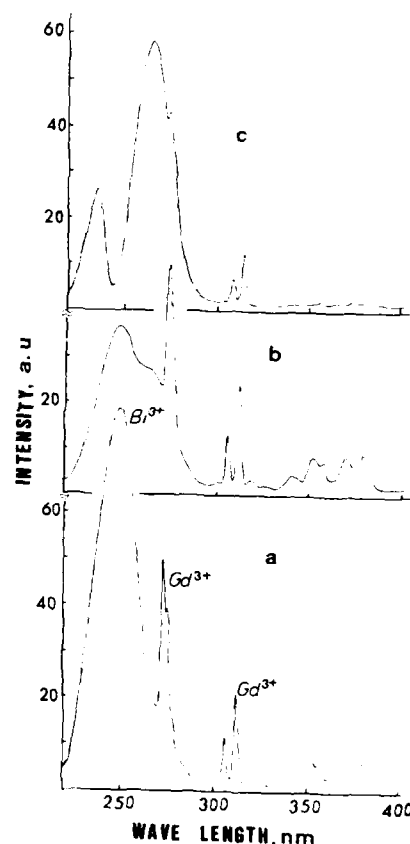 60
40
c
20
b
20
Bi³⁺
60
a
Gd³⁺
40
Gd³⁺
20
250
300
350
400
INTENSITY, a.u
WAVE LENGTH, nm